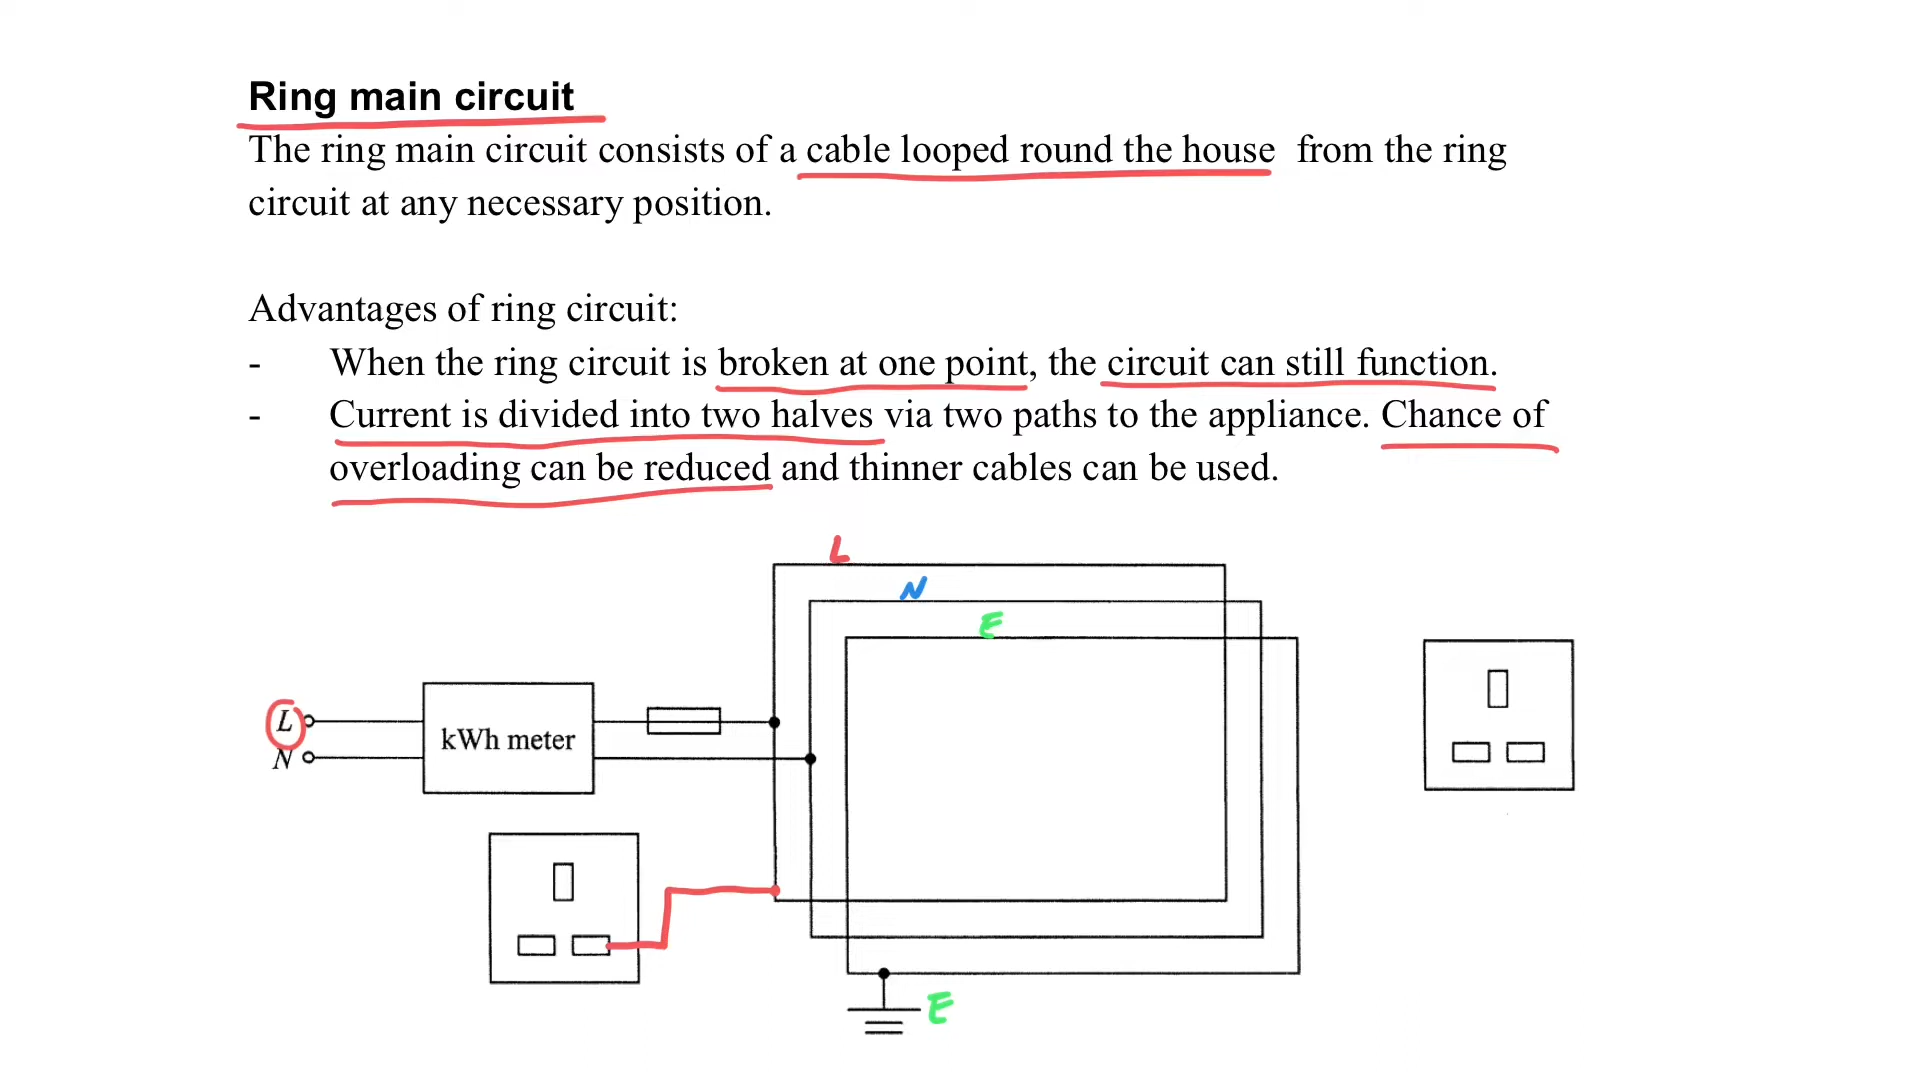 Ring main circuit
The ring main circuit consists of a cable looped round the house from the ring
circuit at any necessary position.
Advantages of ring circuit:
- When the ring circuit is broken at one point, the circuit can still function.
- Current is divided into two halves via two paths to the appliance. Chance of
overloading can be reduced and thinner cables can be used.
L
N
E
L
kWh meter
N
E